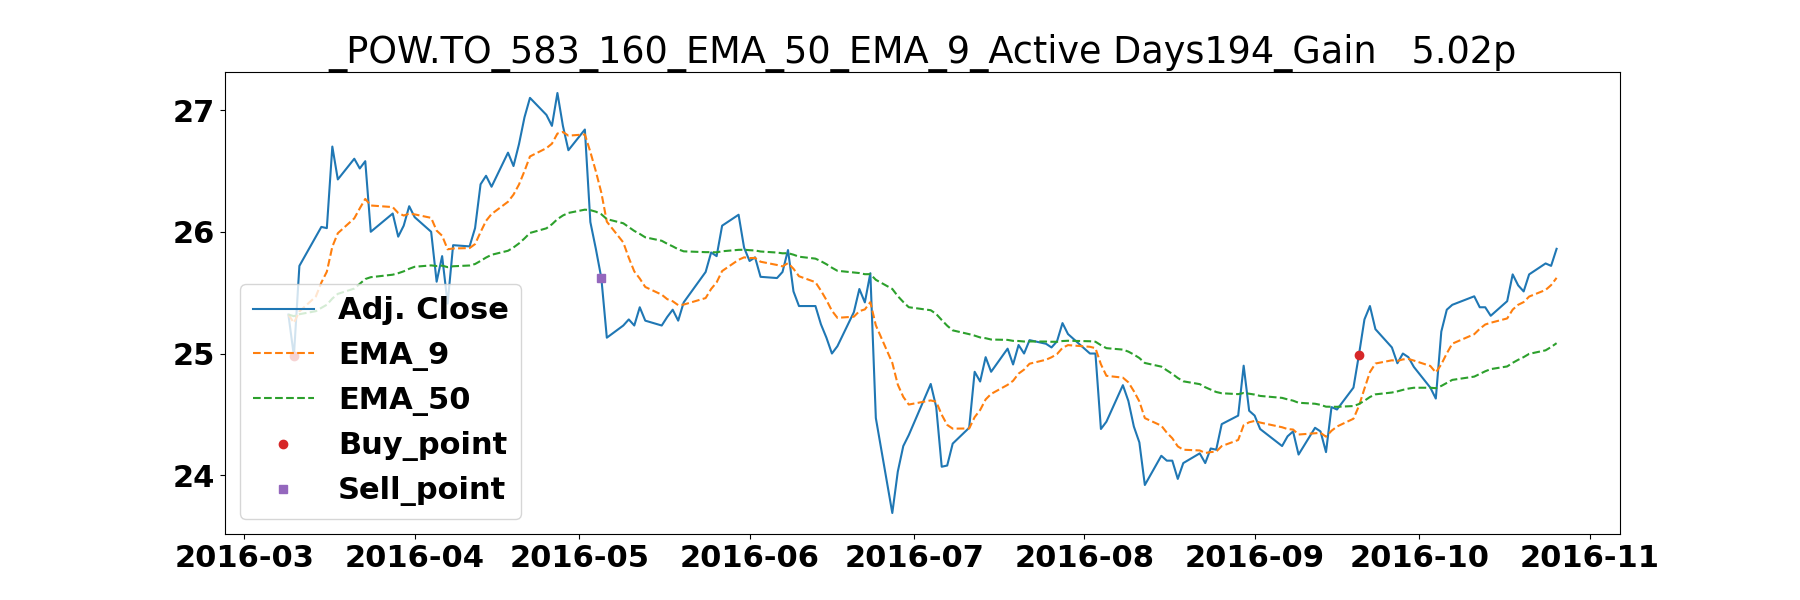 _POW.TO_583_160_EMA_50_EMA_9_Active Days194_Gain   5.02p
27
26
25
24
Adj. Close
EMA_9
EMA_50
Buy_point
Sell_point
2016-03 2016-04 2016-05 2016-06 2016-07 2016-08 2016-09 2016-10 2016-11